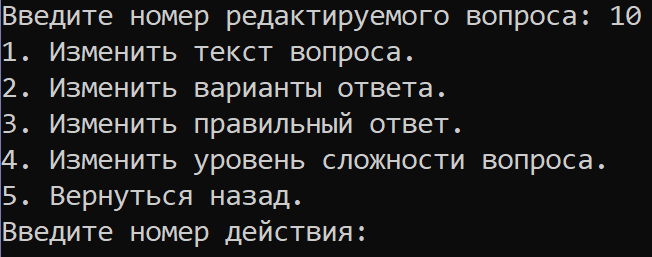 Введите номер редактируемого вопроса: 10
1. Изменить текст вопроса.
2. Изменить варианты ответа.
3. Изменить правильный ответ.
4. Изменить уровень сложности вопроса.
5. Вернуться назад.
Введите номер действия: